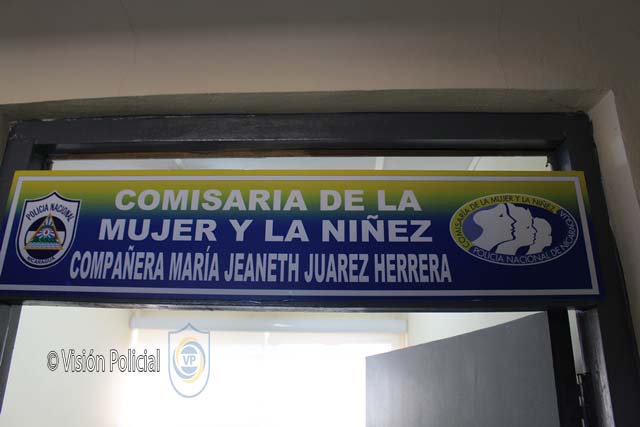 COMISARIA DE LA
MUJER Y LA NIÑEZ
COMPAÑERA MARÍA JEANETH JUAREZ HERRERA
POLICIA NACIONAL
NICARAGUA
COMISARIA DE LA MUJER Y LA NIÑEZ
POLICIA NACIONAL DE NICARAGUA
© Visión Policial
VP